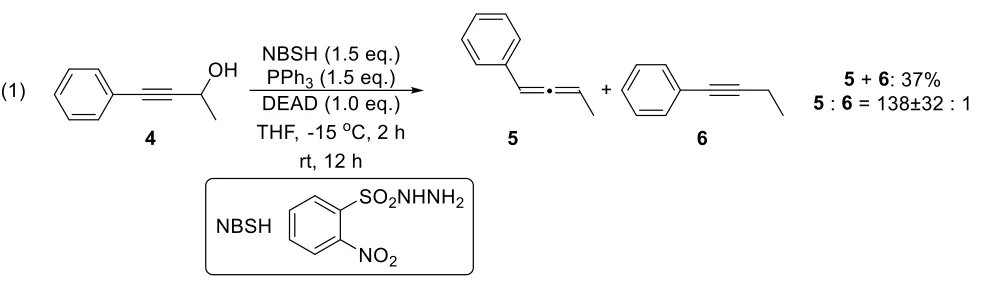 (1)
OH
4
NBSH (1.5 eq.)
PPh₃ (1.5 eq.)
DEAD (1.0 eq.)
THF, -15 °C, 2 h
rt, 12 h
5
+
6
5 + 6: 37%
5 : 6 = 138±32 : 1
NBSH
SO₂NHNH₂
NO₂